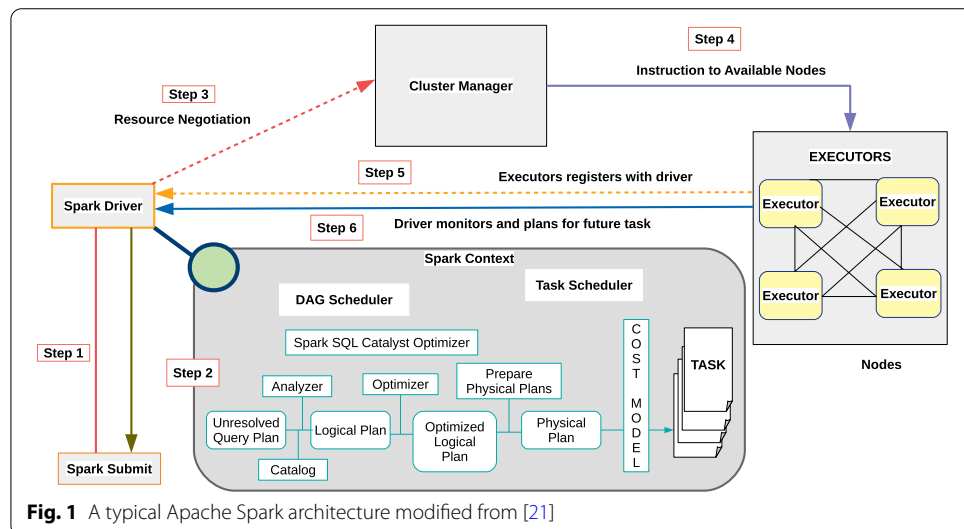 Step 4
Cluster Manager
Instruction to Available Nodes
Step 3
Resource Negotiation
EXECUTORS
Executor
Executor
Executor
Executor
Nodes
Step 5
Executors registers with driver
Spark Driver
Step 6
Driver monitors and plans for future task
Spark Context
DAG Scheduler
Task Scheduler
Spark SQL Catalyst Optimizer
Step 1
Step 2
Analyzer
Optimizer
Prepare
Physical Plans
Unresolved
Query Plan
Logical Plan
Optimized
Logical
Plan
Physical
Plan
Catalog
COST MODEL
TASK
Spark Submit
Fig. 1 A typical Apache Spark architecture modified from [21]